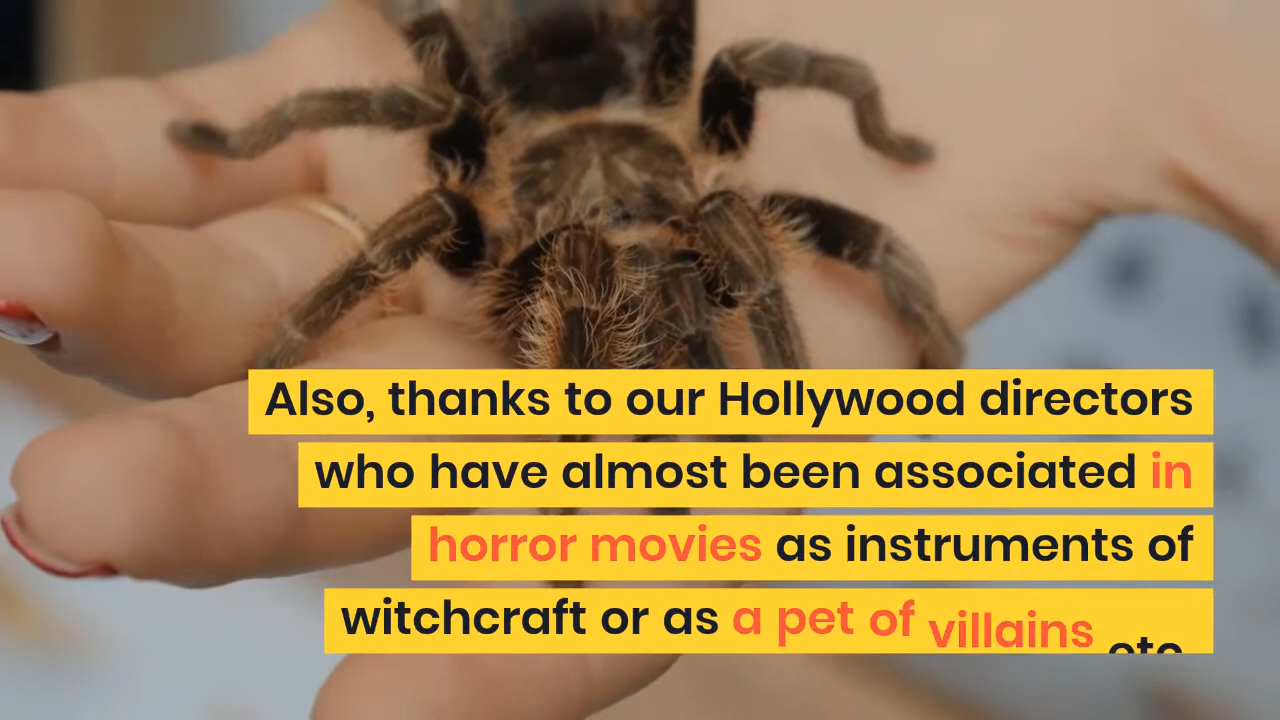 Also, thanks to our Hollywood directors
who have almost been associated in
horror movies as instruments of
witchcraft or as a pet of villains etc